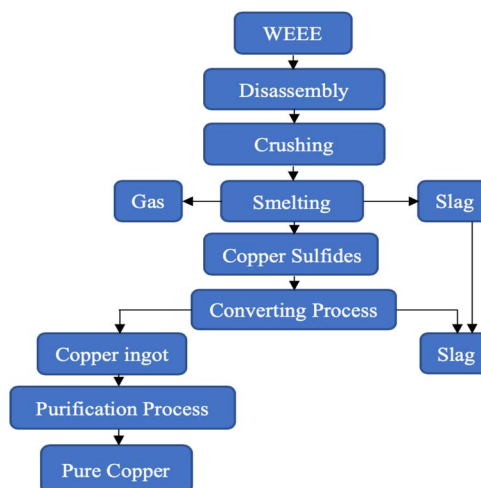 WEEE
Disassembly
Crushing
Gas
Smelting
Slag
Copper Sulfides
Converting Process
Copper ingot
Slag
Purification Process
Pure Copper